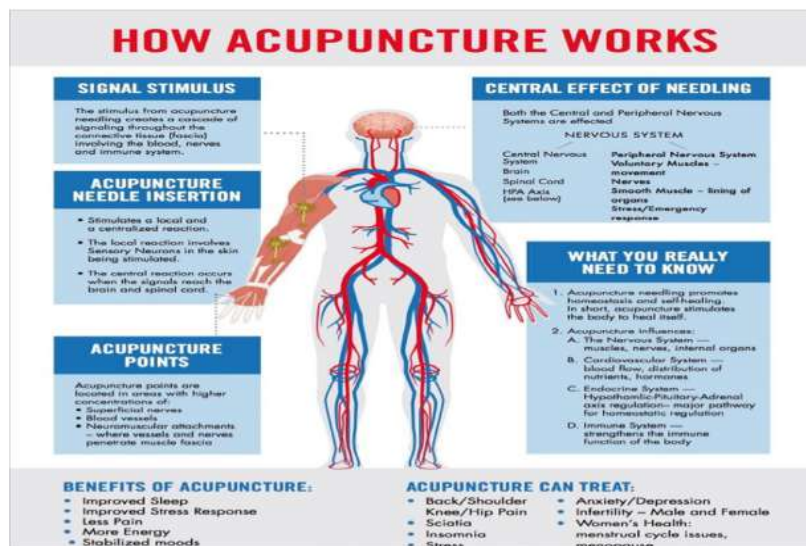 HOW ACUPUNCTURE WORKS
SIGNAL STIMULUS
The stimulus from acupuncture
needling creates a cascade of
signaling throughout the
connective tissue (fascia)
involving the blood, nerves
and immune system.
ACUPUNCTURE
NEEDLE INSERTION
• Stimulates a local and
a centralized reaction.
• The local reaction involves
Sensory Neurons in the skin
being stimulated.
• The central reaction occurs
when the signals reach the
brain and spinal cord.
ACUPUNCTURE
POINTS
Acupuncture points are
located in areas with higher
concentrations of:
• Superficial nerves
• Blood vessels
• Neuromuscular attachments
– where vessels and nerves
penetrate muscle fascia
CENTRAL EFFECT OF NEEDLING
Both the Central and Peripheral Nervous
Systems are effected
NERVOUS SYSTEM
Central Nervous
System
Brain
Spinal Cord
HPA Axis
(see below)
Peripheral Nervous System
Voluntary Muscles –
movement
Nerves
Smooth Muscle – lining of
organs
Stress/Emergency
response
WHAT YOU REALLY
NEED TO KNOW
1. Acupuncture needling promotes
homeostasis and self-healing.
In short, acupuncture stimulates
the body to heal itself.
2. Acupuncture Influences:
A. The Nervous System —
muscles, nerves, internal organs
B. Cardiovascular System —
blood flow, distribution of
nutrients, hormones
C. Endocrine System —
Hypothamlic-Pituitary-Adrenal
axis regulation– major pathway
for homeostatic regulation
D. Immune System —
strengthens the immune
function of the body
BENEFITS OF ACUPUNCTURE:
• Improved Sleep
• Improved Stress Response
• Less Pain
• More Energy
• Stabilized moods
ACUPUNCTURE CAN TREAT:
• Back/Shoulder
Knee/Hip Pain
• Sciatia
• Insomnia
• Stress
• Anxiety/Depression
• Infertility – Male and Female
• Women's Health:
menstrual cycle issues,
menopause